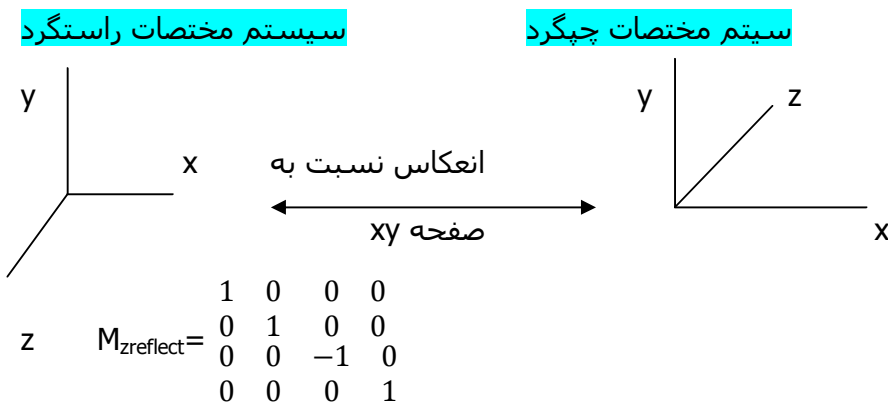 سیستم مختصات راستگرد
سیتم مختصات چپگرد
y
x
z
y
z
x
انعکاس نسبت به
صفحه xy
M_zreflect=
1 0 0 0
0 1 0 0
0 0 −1 0
0 0 0 1